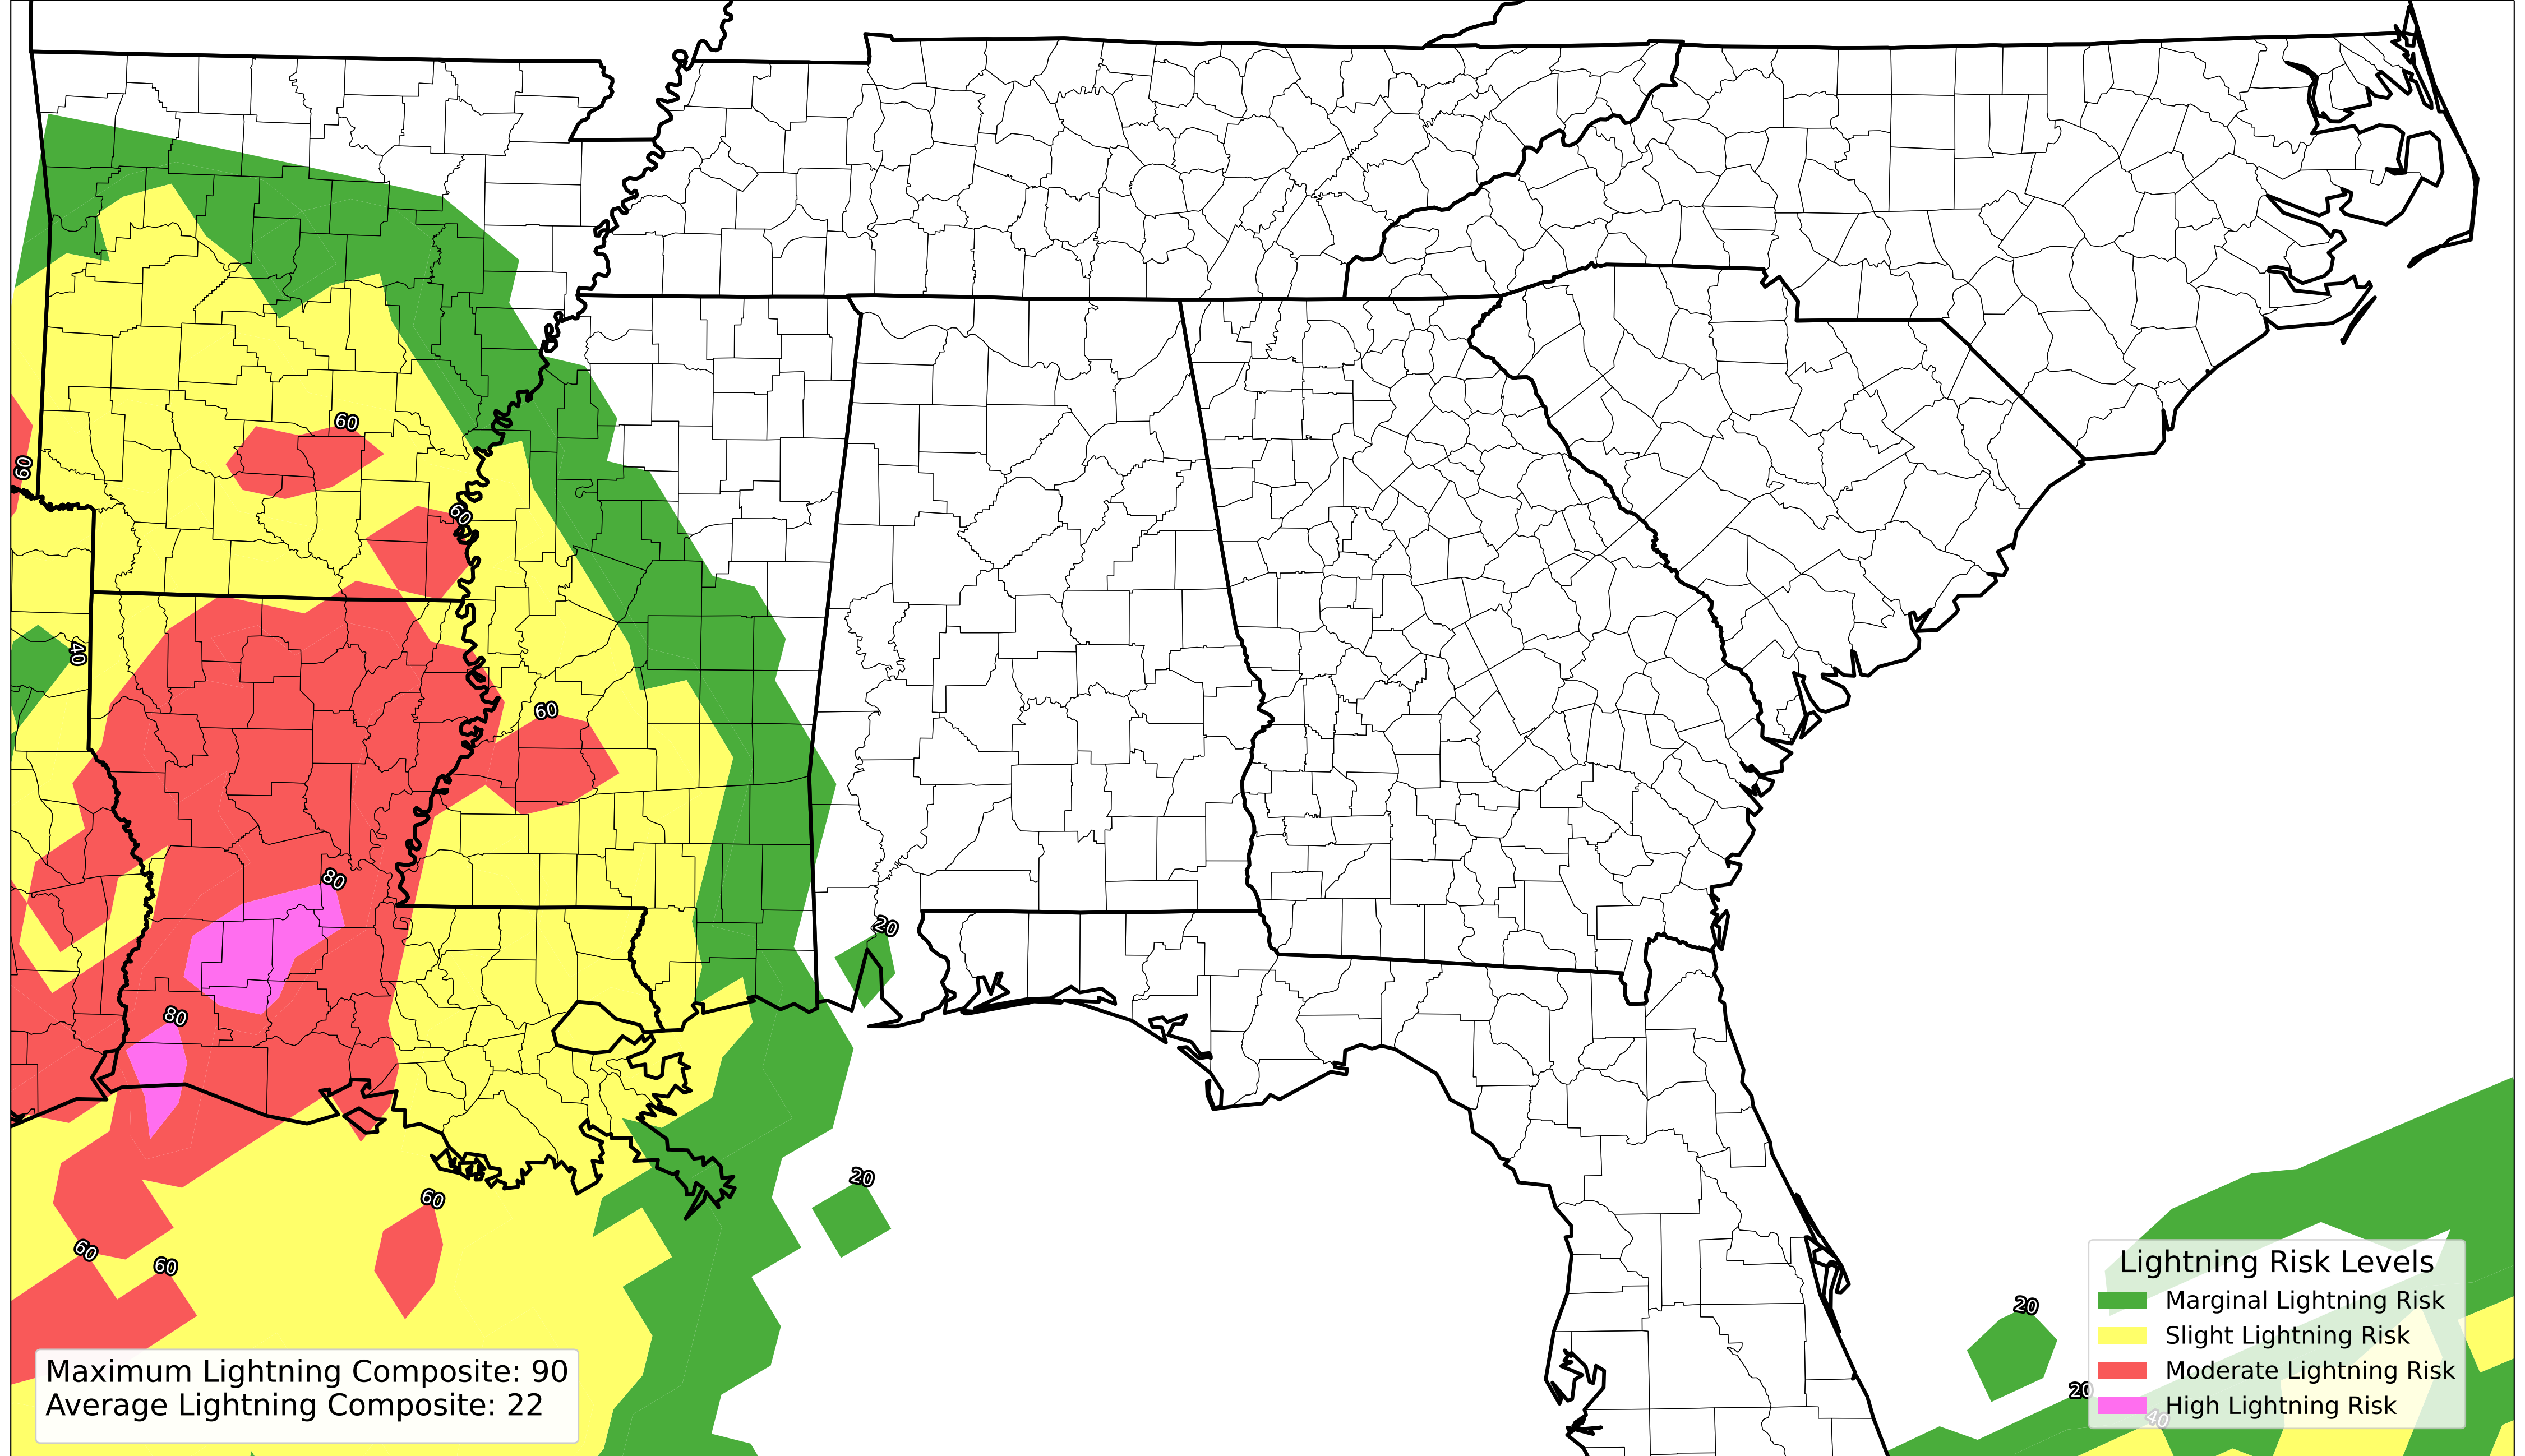 60
60
60
40
60
80
80
20
20
60
60
60
20
20
40
Lightning Risk Levels
Marginal Lightning Risk
Slight Lightning Risk
Moderate Lightning Risk
High Lightning Risk
Maximum Lightning Composite: 90
Average Lightning Composite: 22